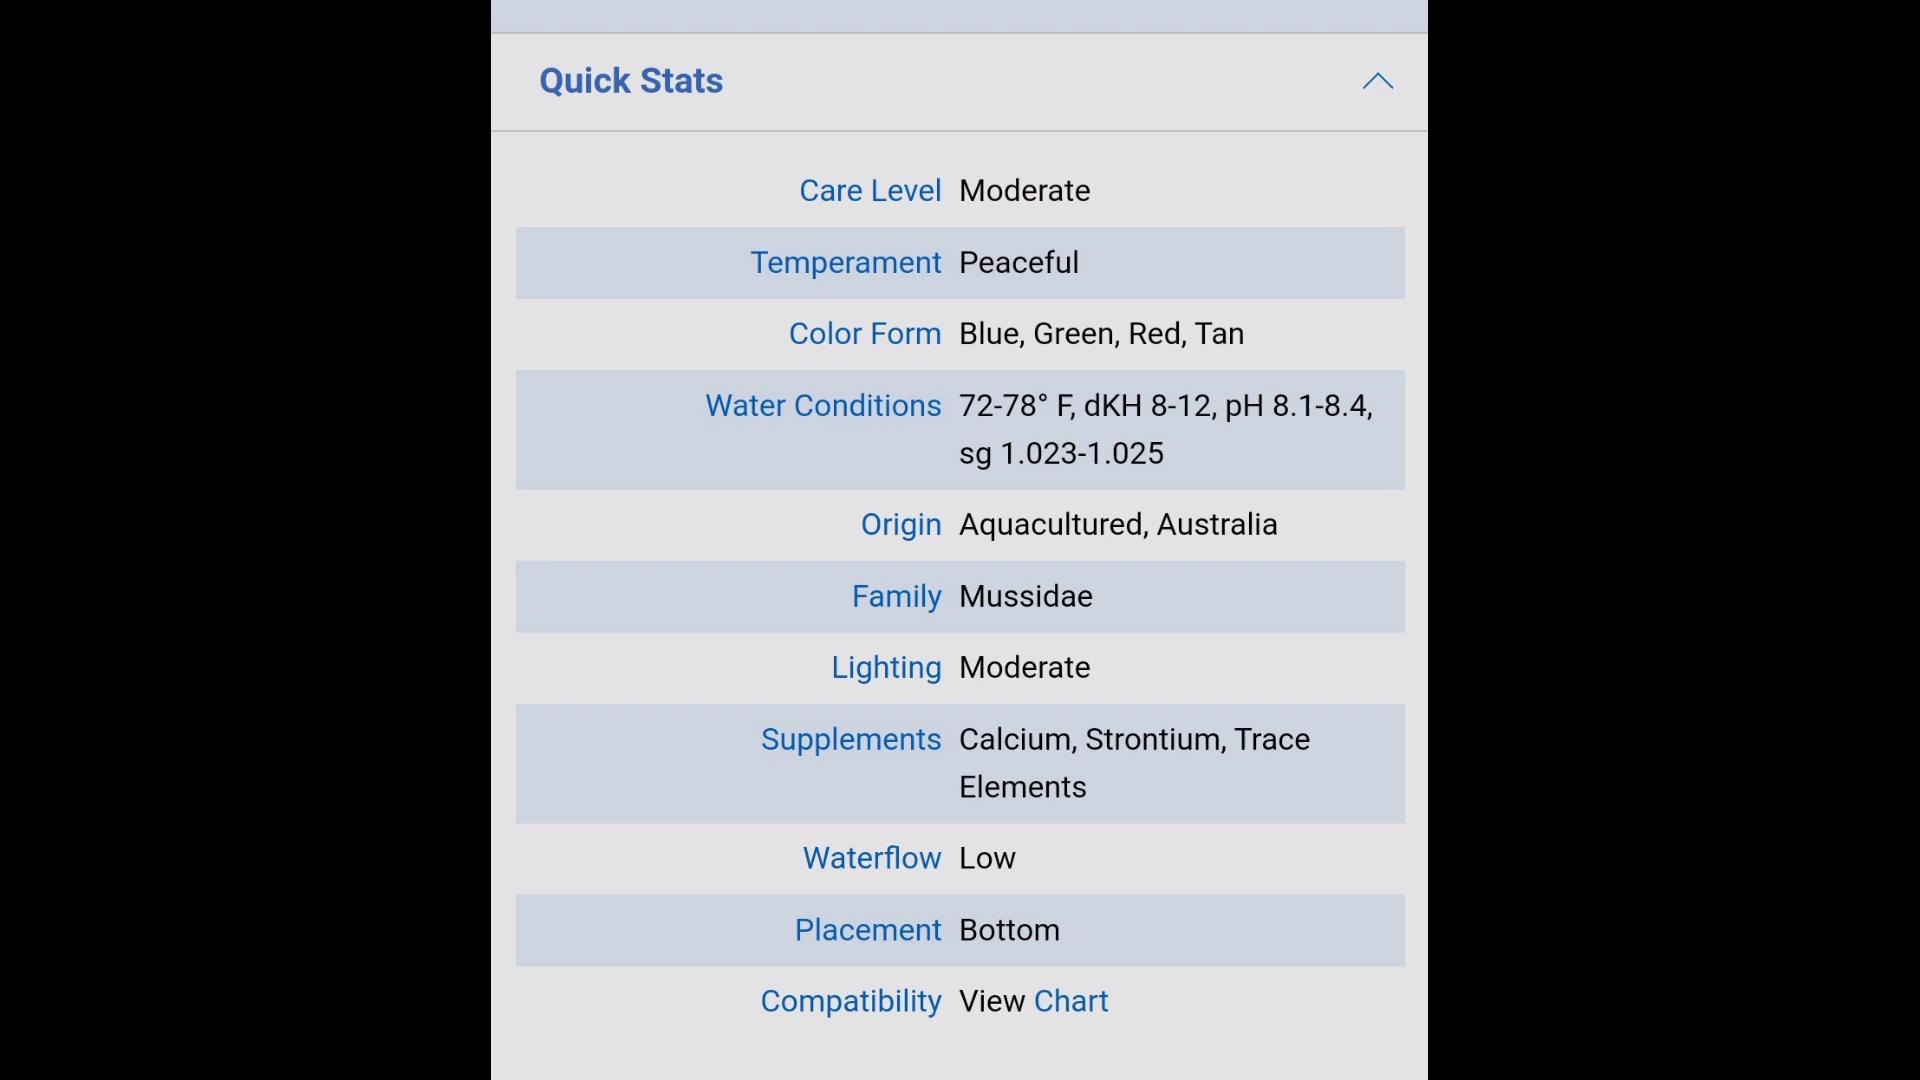 Quick Stats
Care Level Moderate
Temperament Peaceful
Color Form Blue, Green, Red, Tan
Water Conditions 72-78° F, dKH 8-12, pH 8.1-8.4,
sg 1.023-1.025
Origin Aquacultured, Australia
Family Mussidae
Lighting Moderate
Supplements Calcium, Strontium, Trace
Elements
Waterflow Low
Placement Bottom
Compatibility View Chart